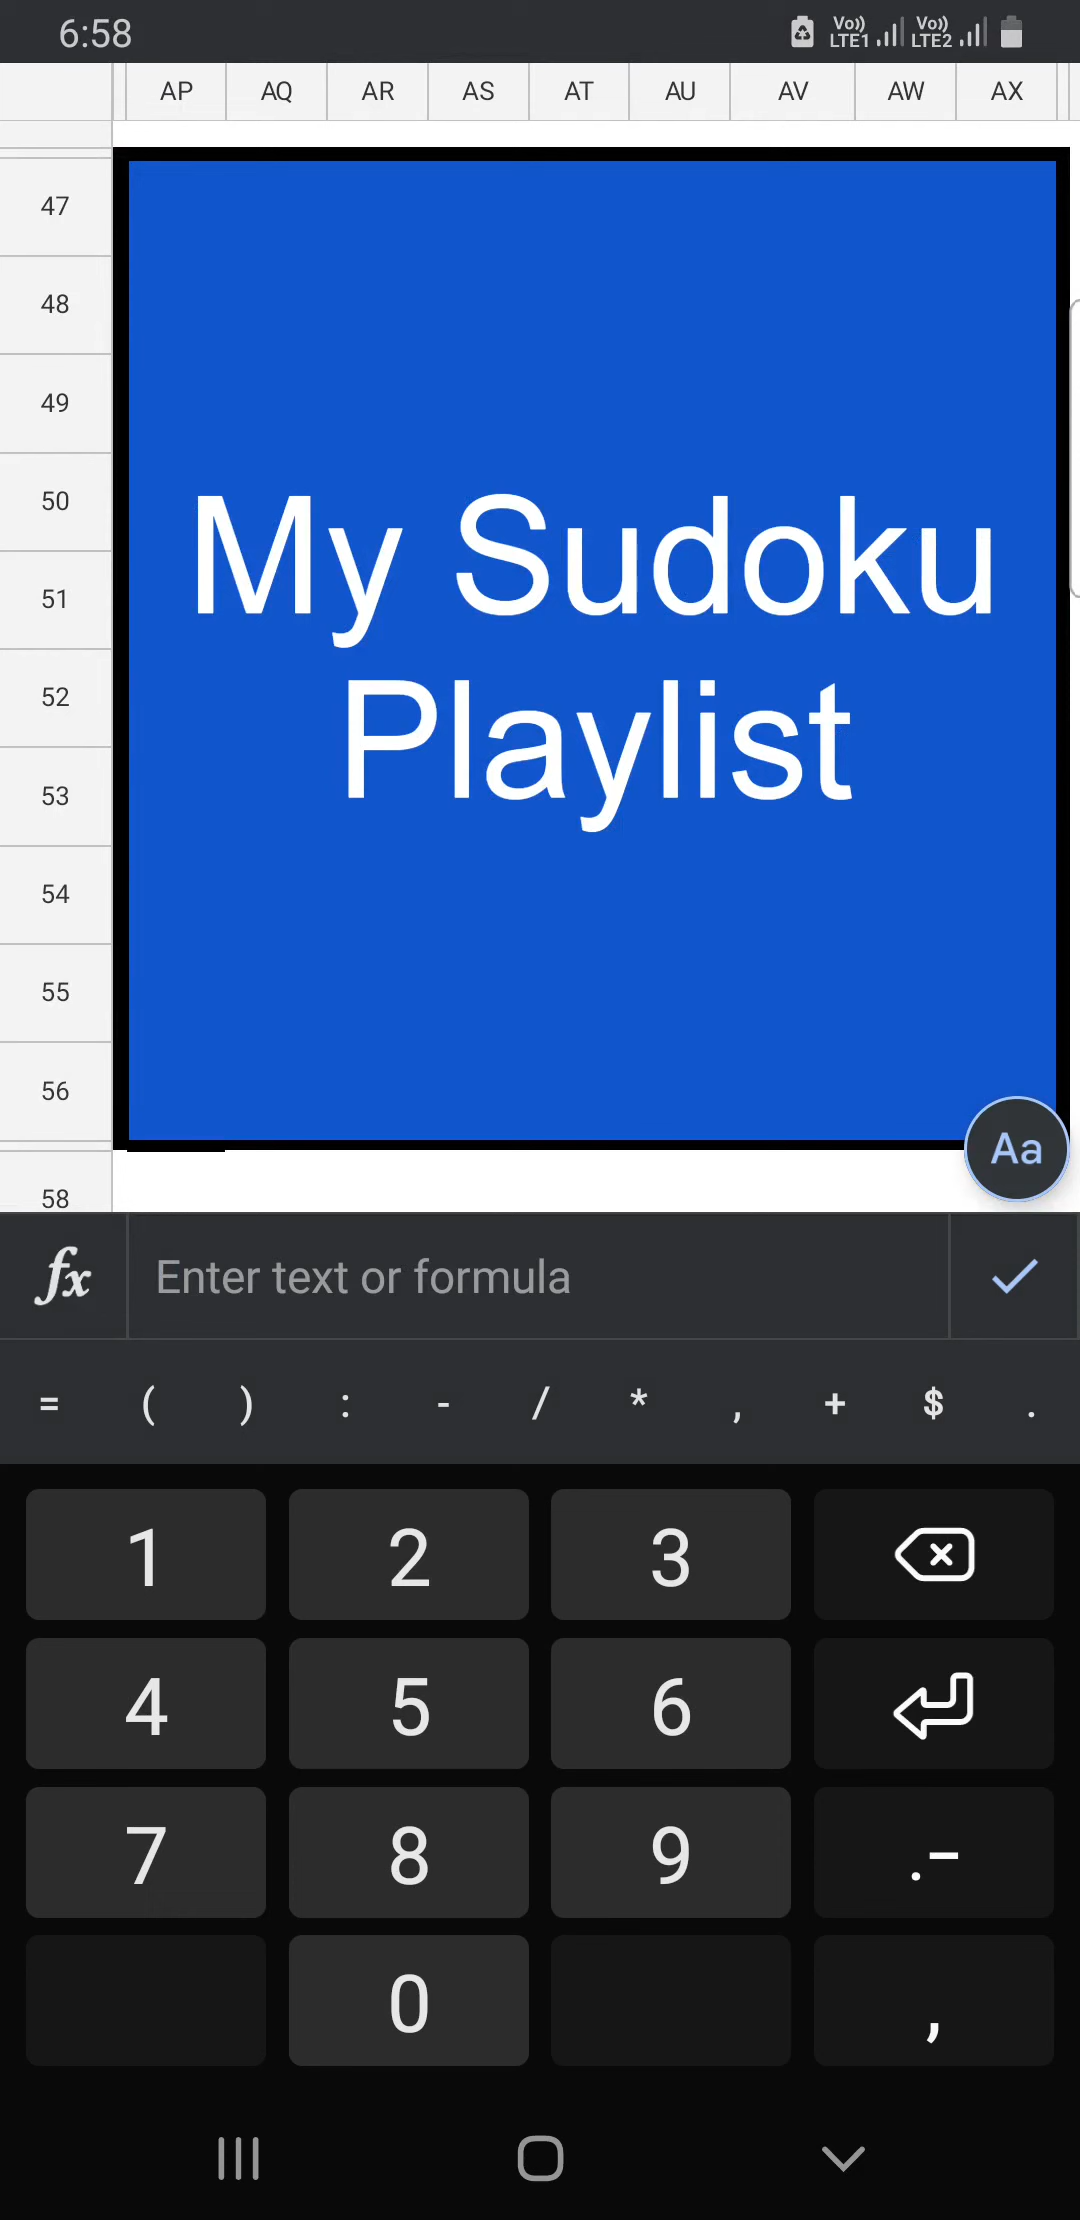 6:58
Vo)) LTE1 Vo)) LTE2
AP AQ AR AS AT AU AV AW AX
47
48
49
50
51
52
53
54
55
56
58
My Sudoku
Playlist
Aa
fx Enter text or formula
= ( ) : - / * , + $ .
1 2 3
4 5 6
7 8 9 .-
0 ,